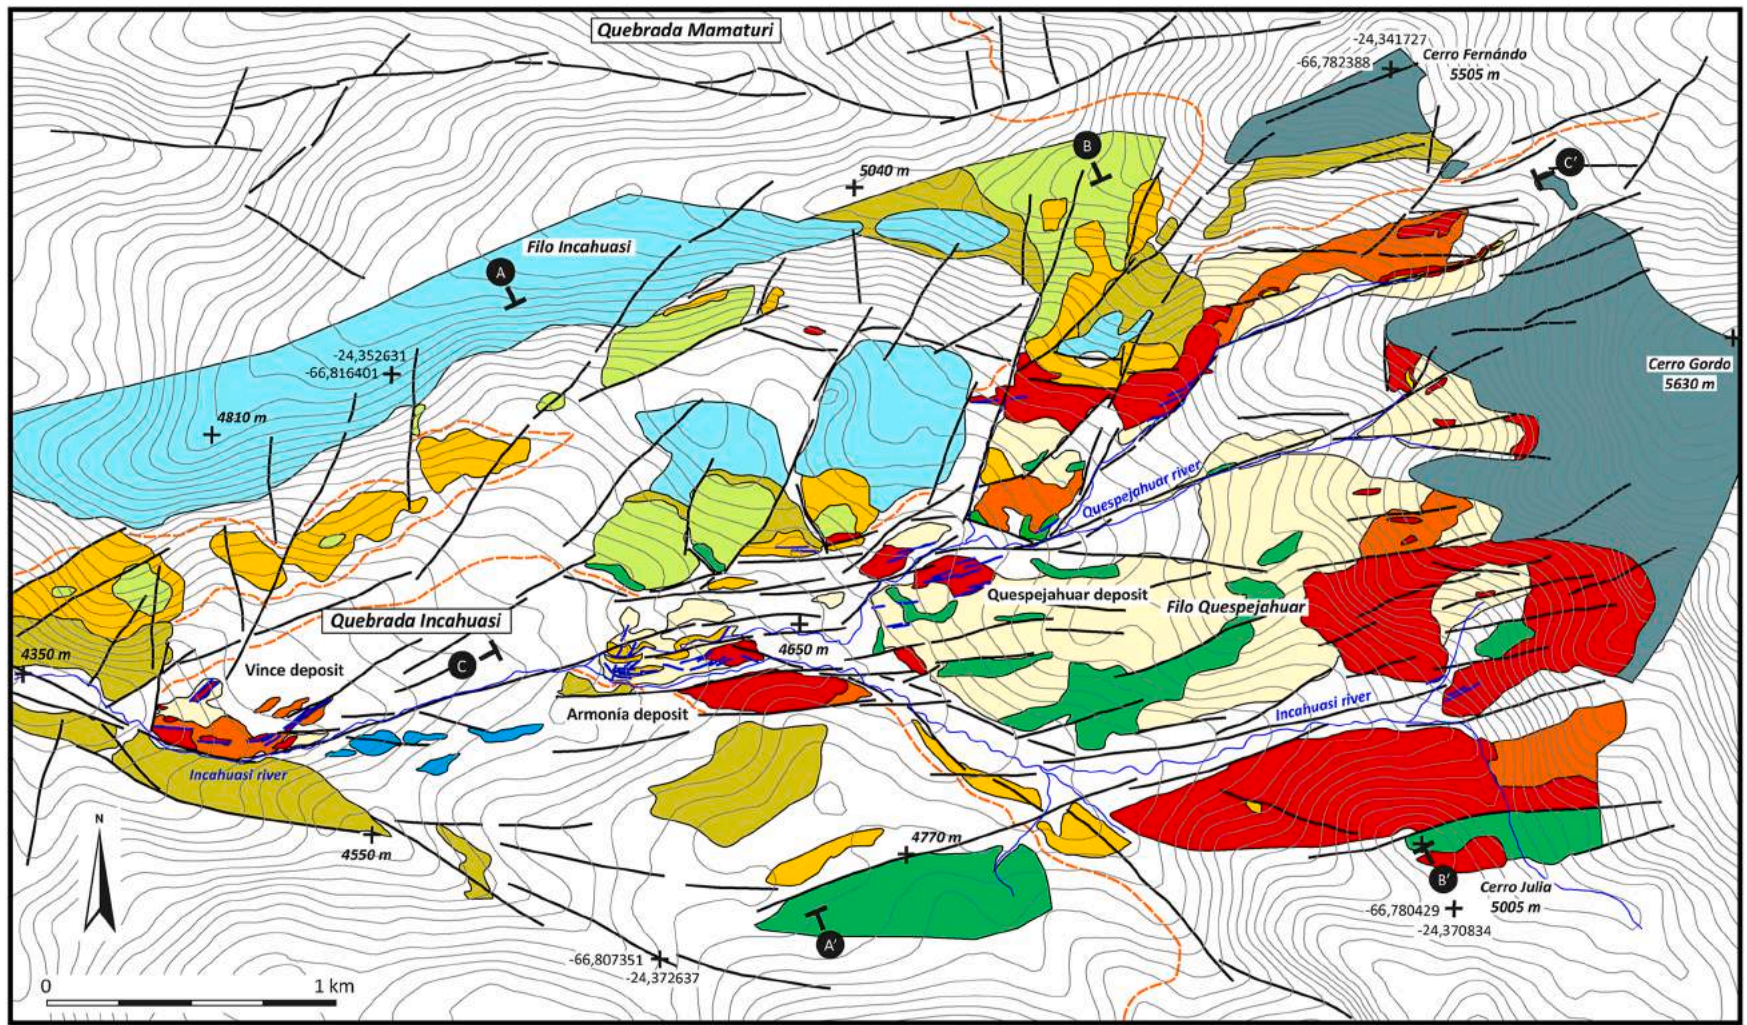 Quebrada Mamaturi
-24,341727
-66,782388
Cerro Fernándo
5505 m
B
C'
5040 m
Filo Incahuasi
A
-24,352631
-66,816401
Cerro Gordo
5630 m
4810 m
Quespejahuar river
Quespejahuar deposit
Filo Quespejahuar
Quebrada Incahuasi
4350 m
Vince deposit
C
4650 m
Armonía deposit
Incahuasi river
Incahuasi river
N
4550 m
4770 m
B'
Cerro Julia
5005 m
-66,780429
-24,370834
A'
-66,807351
-24,372637
0 1 km